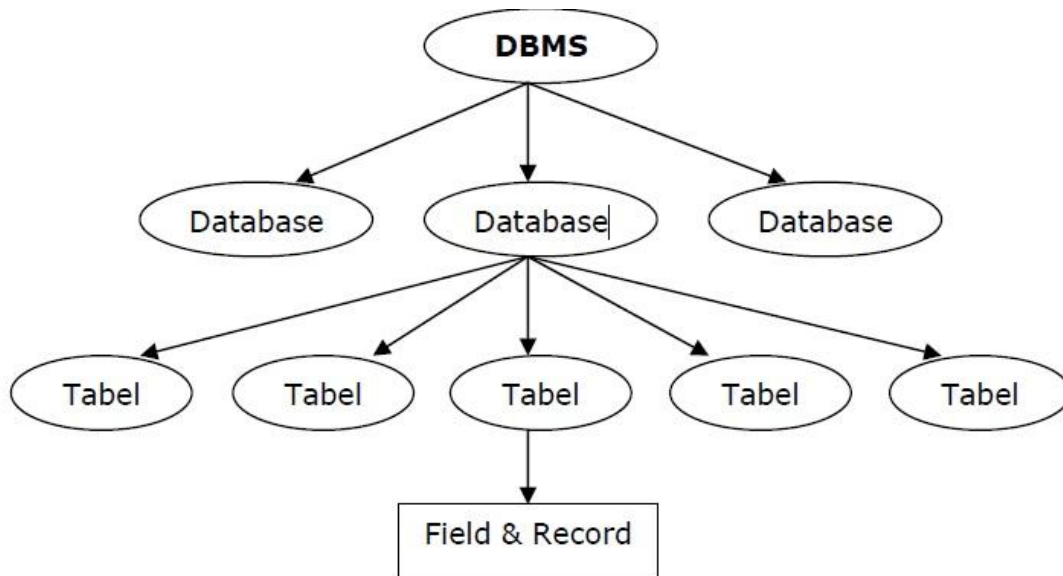 DBMS
Database
Database
Database
Tabel
Tabel
Tabel
Tabel
Tabel
Field & Record